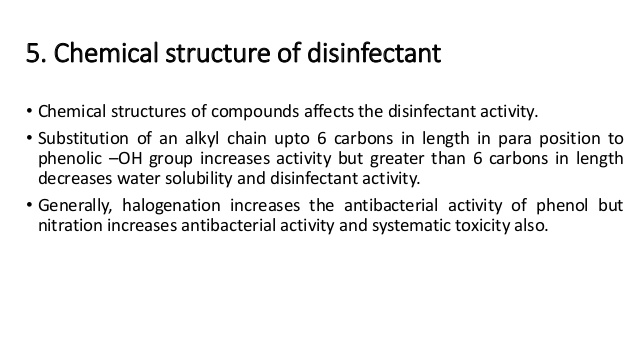 5. Chemical structure of disinfectant
• Chemical structures of compounds affects the disinfectant activity.
• Substitution of an alkyl chain upto 6 carbons in length in para position to
phenolic –OH group increases activity but greater than 6 carbons in length
decreases water solubility and disinfectant activity.
• Generally, halogenation increases the antibacterial activity of phenol but
nitration increases antibacterial activity and systematic toxicity also.